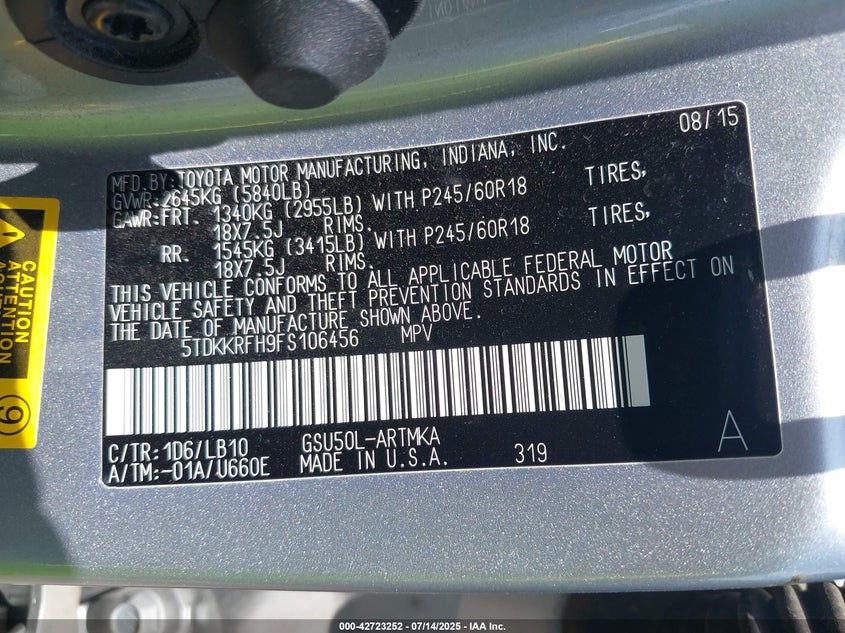 08/15
MFD.BY:TOYOTA MOTOR MANUFACTURING, INDIANA, INC.
GVWR:2645KG (5840LB)
GAWR:FRT. 1340KG (2955LB) WITH P245/60R18 TIRES,
18X7.5J RIMS.
RR. 1545KG (3415LB) WITH P245/60R18 TIRES,
18X7.5J RIMS.
THIS VEHICLE CONFORMS TO ALL APPLICABLE FEDERAL MOTOR
VEHICLE SAFETY AND THEFT PREVENTION STANDARDS IN EFFECT ON
THE DATE OF MANUFACTURE SHOWN ABOVE.
5TDKKRFH9FS106456 MPV
C/TR:1D6/LB10 GSU50L-ARTMKA
A/TM:-01A/U660E MADE IN U.S.A. 319
A
CAUTION
ATTENTION
9
000-42723252 - 07/14/2025 - IAA Inc.